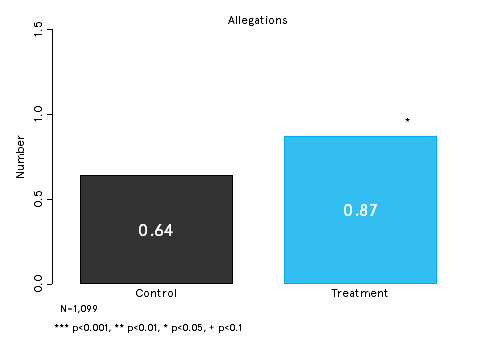 Allegations
1.5
1.0
0.5
0.0
Number
*
0.64
0.87
Control
Treatment
N=1,099
*** p<0.001, ** p<0.01, * p<0.05, + p<0.1